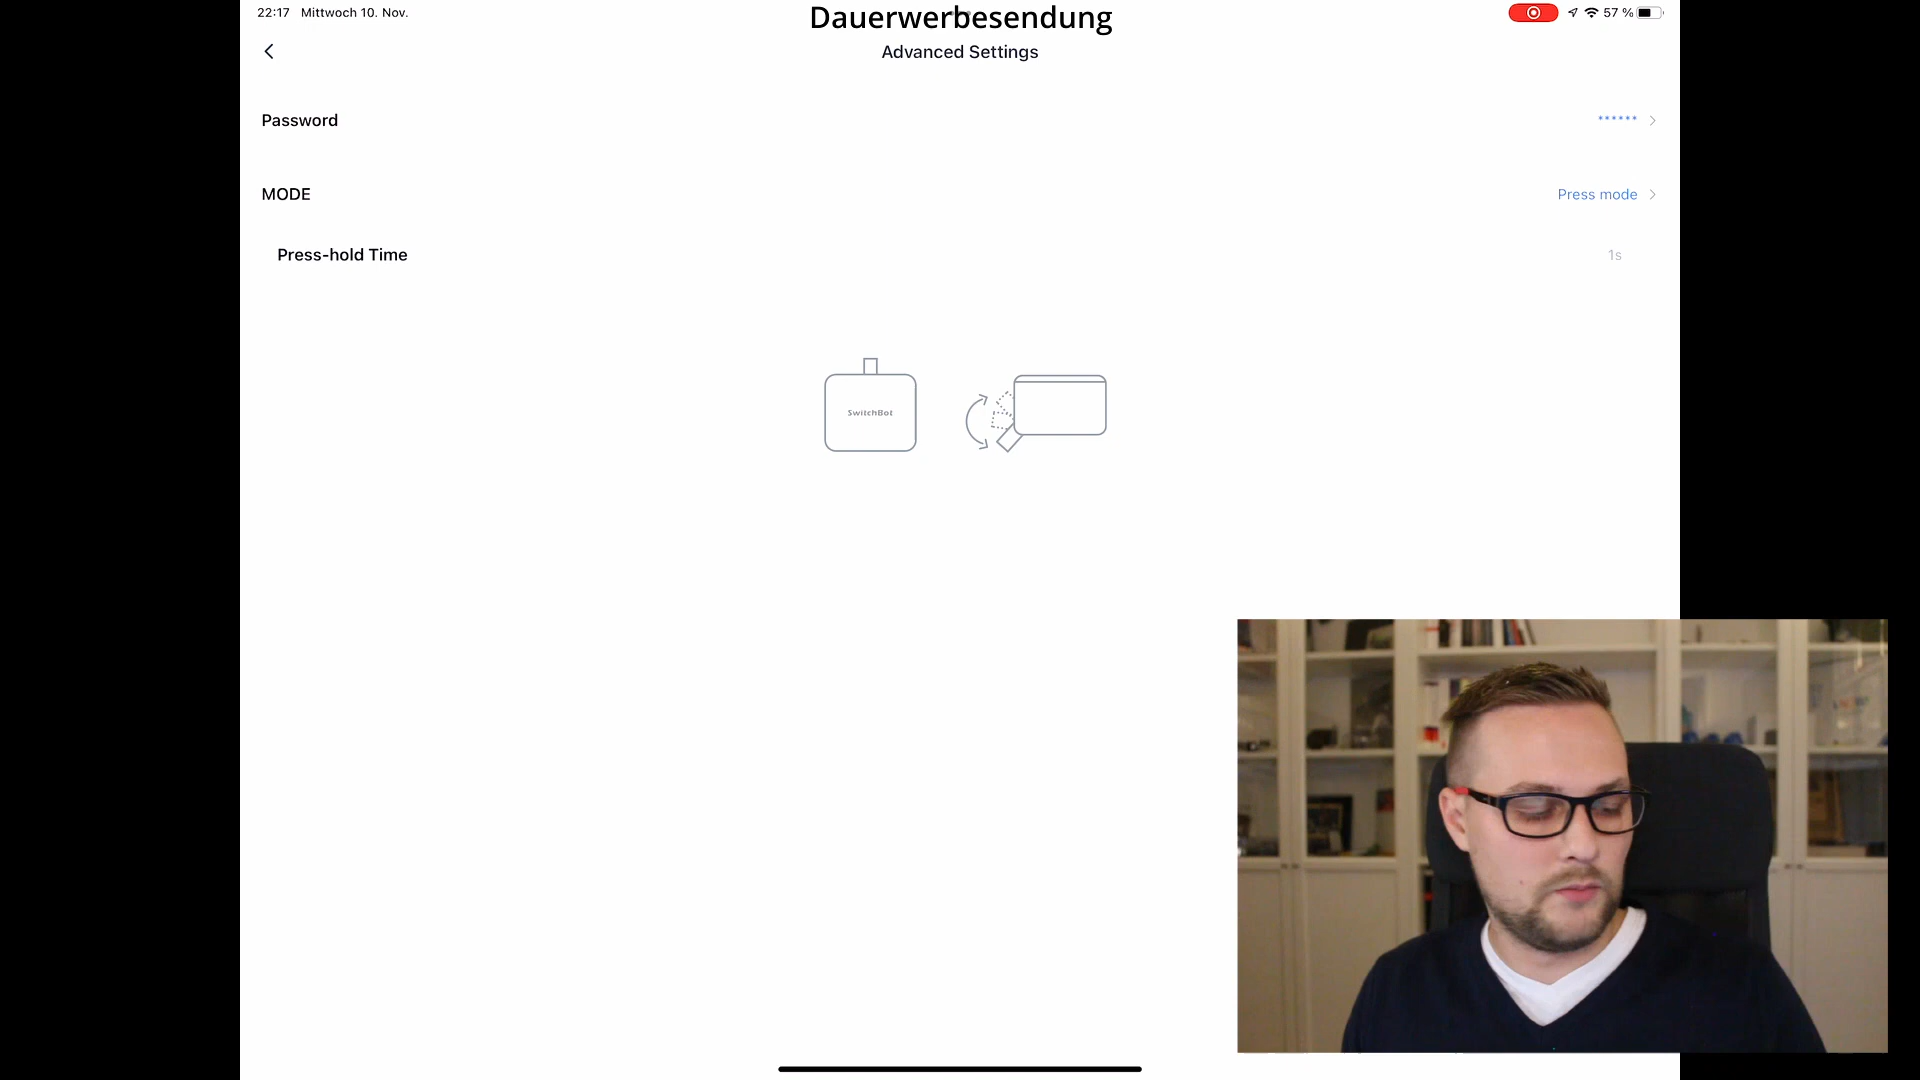 22:17 Mittwoch 10. Nov.
Dauerwerbesendung
57 %
Advanced Settings
Password
******
MODE
Press mode
Press-hold Time
1s
SwitchBot